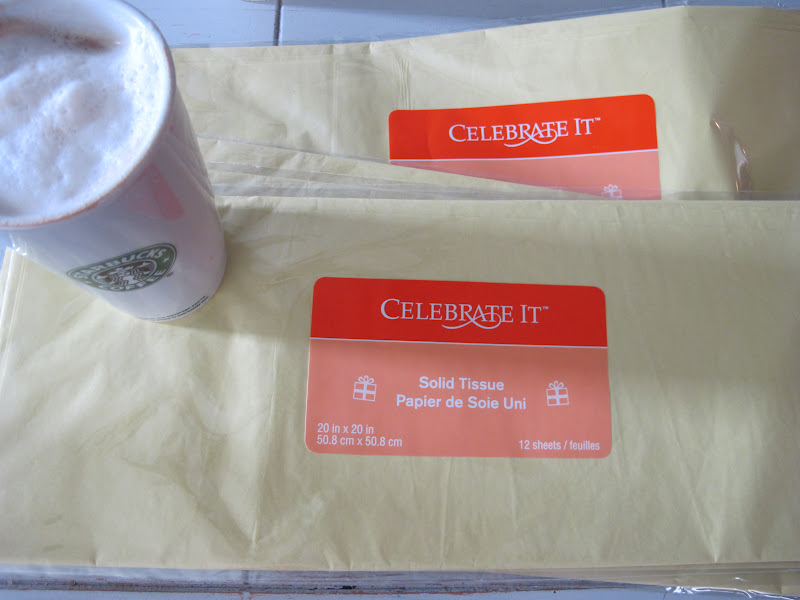 CELEBRATE IT™
STARBUCKS
CELEBRATE IT™
Solid Tissue
Papier de Soie Uni
20 in x 20 in
50.8 cm x 50.8 cm
12 sheets / feuilles